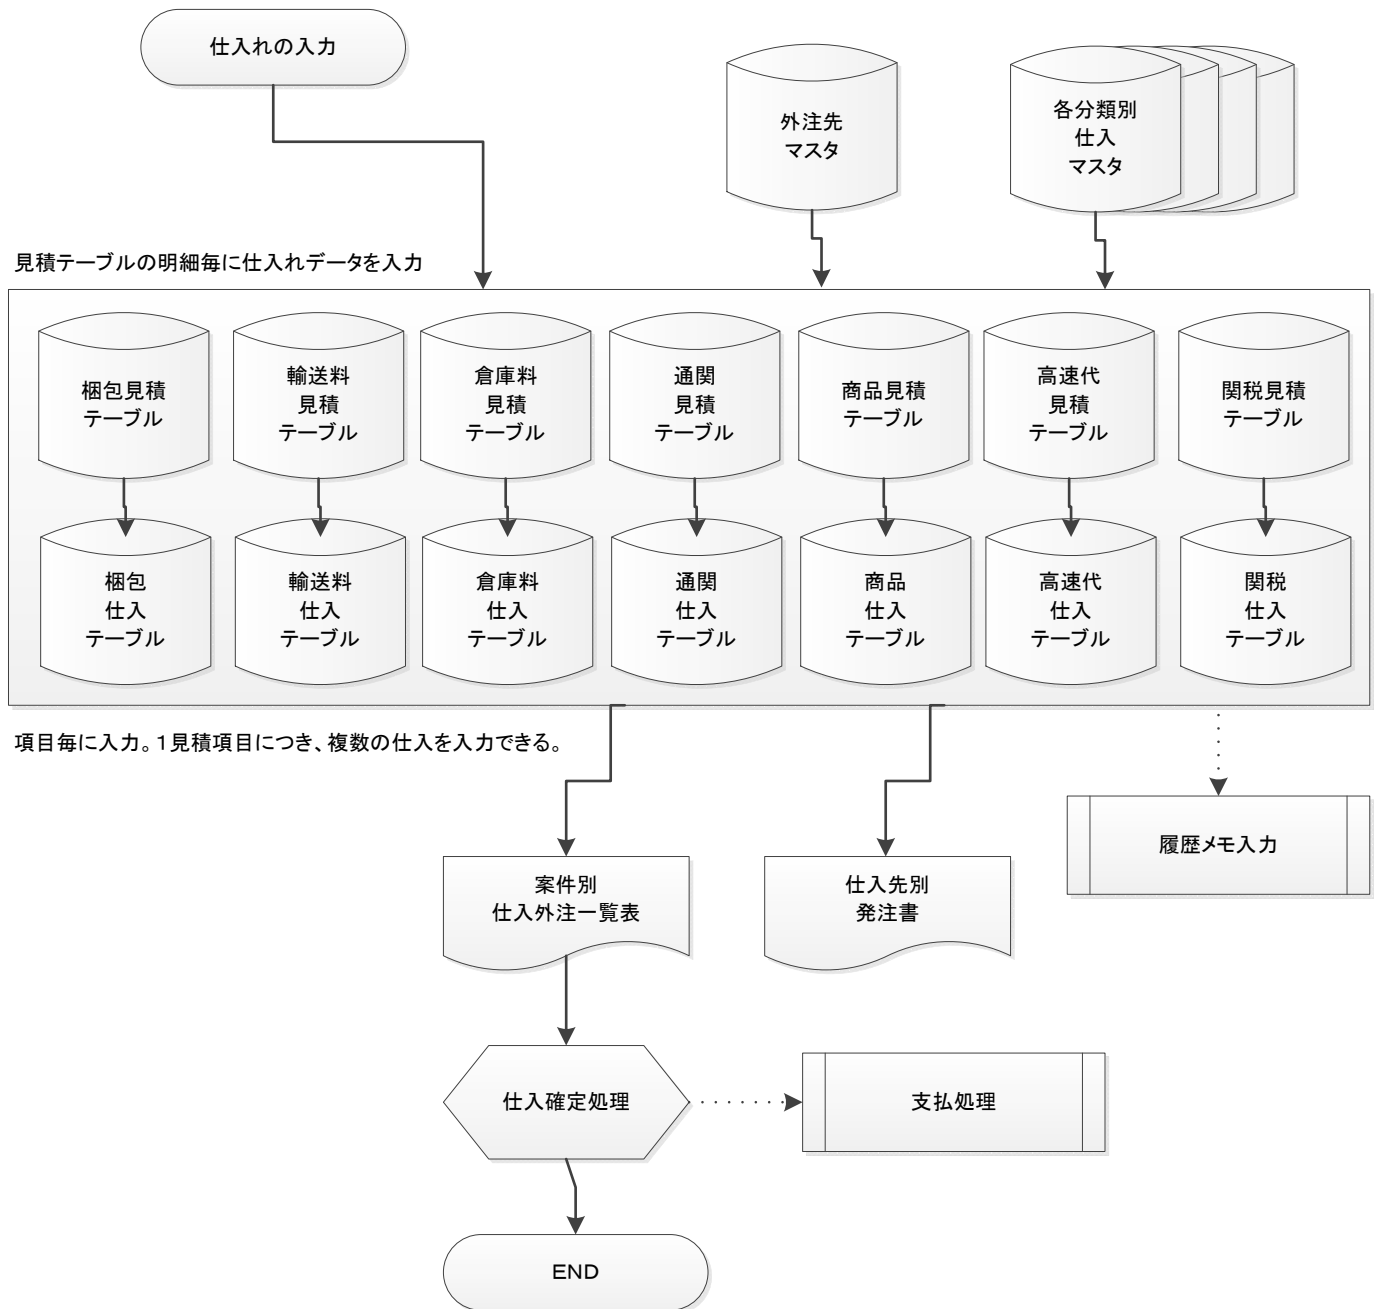 仕入れの入力
外注先
マスタ
各分類別
仕入
マスタ
見積テーブルの明細毎に仕入れデータを入力
梱包見積
テーブル
輸送料
見積
テーブル
倉庫料
見積
テーブル
通関
見積
テーブル
商品見積
テーブル
高速代
見積
テーブル
関税見積
テーブル
梱包
仕入
テーブル
輸送料
仕入
テーブル
倉庫料
仕入
テーブル
通関
仕入
テーブル
商品
仕入
テーブル
高速代
仕入
テーブル
関税
仕入
テーブル
項目毎に入力。1見積項目につき、複数の仕入を入力できる。
履歴メモ入力
案件別
仕入外注一覧表
仕入先別
発注書
仕入確定処理
支払処理
END